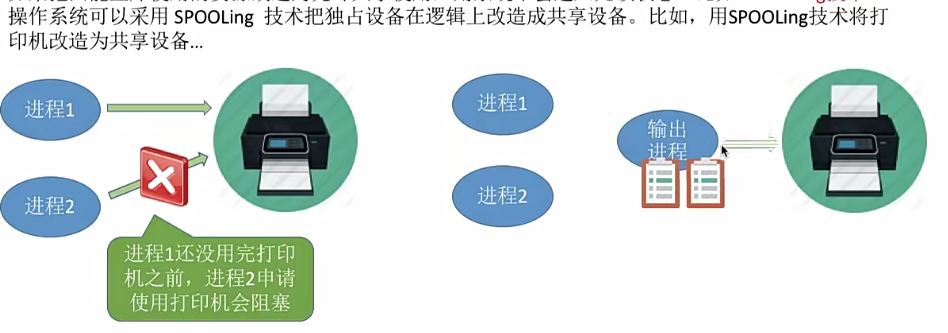 操作系统可以采用 SPOOLing 技术把独占设备在逻辑上改造成共享设备。比如，用SPOOLing技术将打
印机改造为共享设备...
进程1
进程2
进程1还没用完打印
机之前，进程2申请
使用打印机会阻塞
进程1
进程2
输出
进程